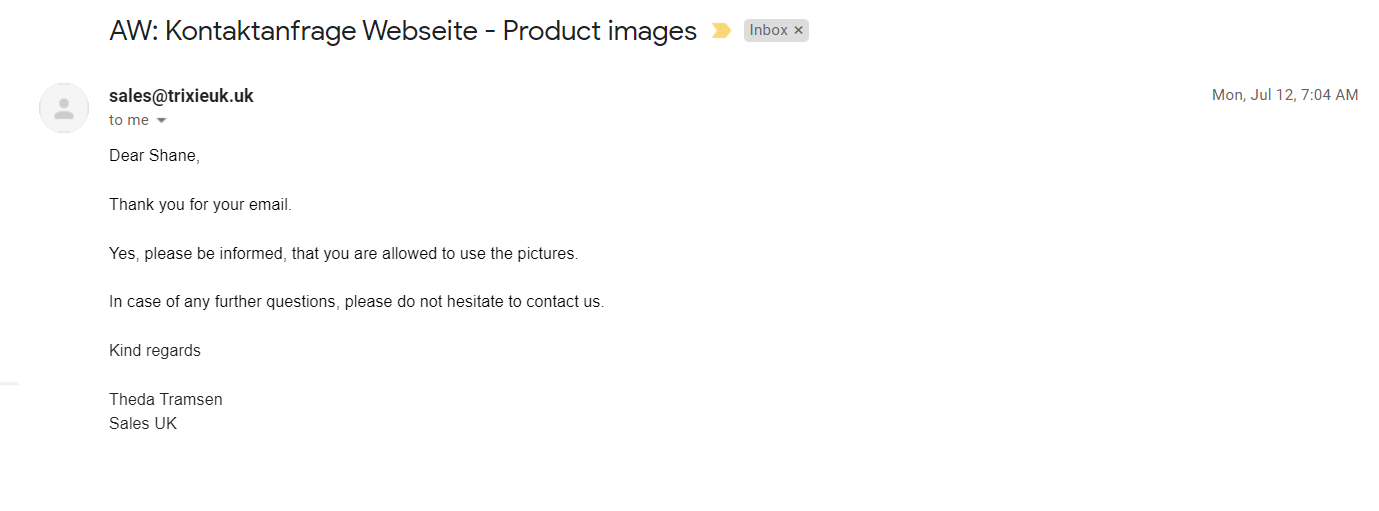 AW: Kontaktanfrage Webseite - Product images Inbox ×
sales@trixieuk.uk Mon, Jul 12, 7:04 AM
to me
Dear Shane,
Thank you for your email.
Yes, please be informed, that you are allowed to use the pictures.
In case of any further questions, please do not hesitate to contact us.
Kind regards
Theda Tramsen
Sales UK